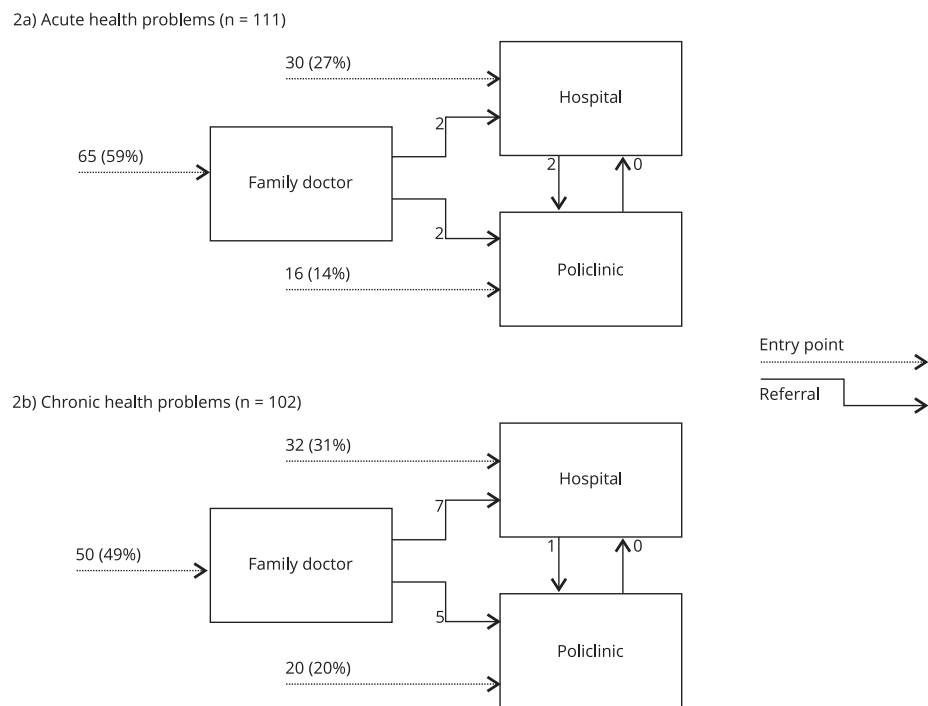 2a) Acute health problems (n = 111)
30 (27%)
Hospital
2
65 (59%)
Family doctor
2
0
2
Policlinic
16 (14%)
Entry point
Referral
2b) Chronic health problems (n = 102)
32 (31%)
Hospital
7
50 (49%)
Family doctor
1
0
5
Policlinic
20 (20%)